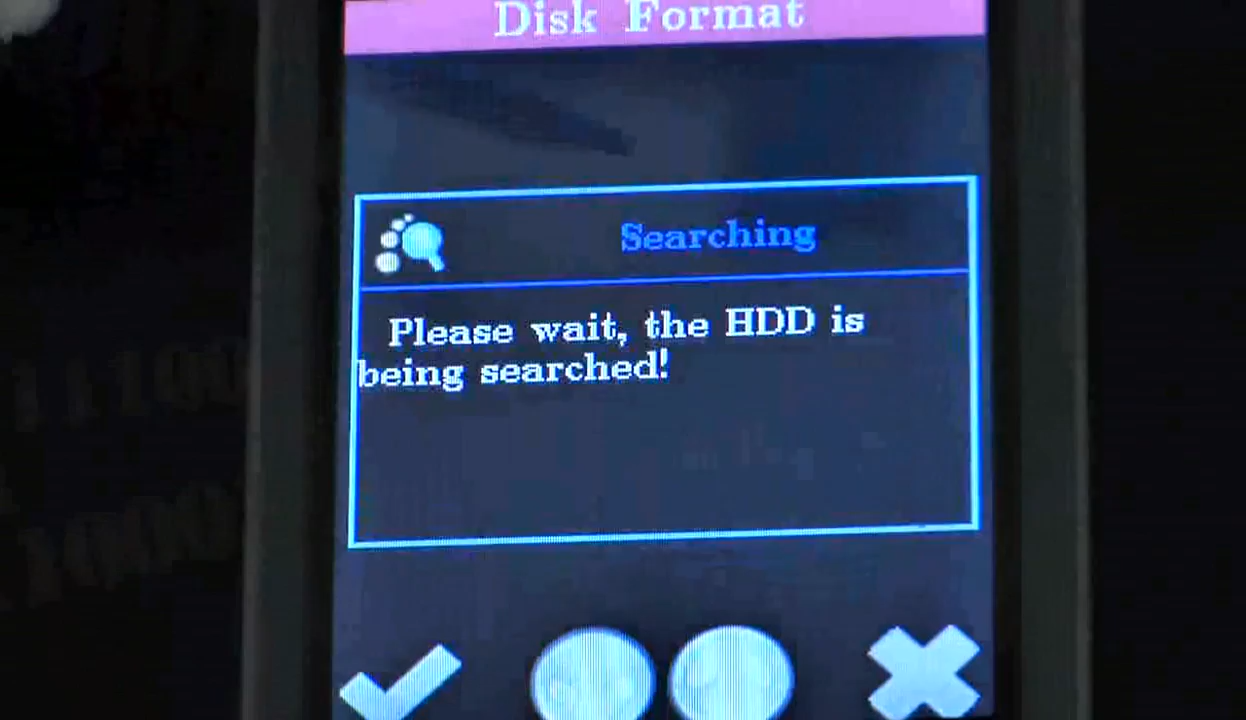 Disk Format
Searching
Please wait, the HDD is
being searched!